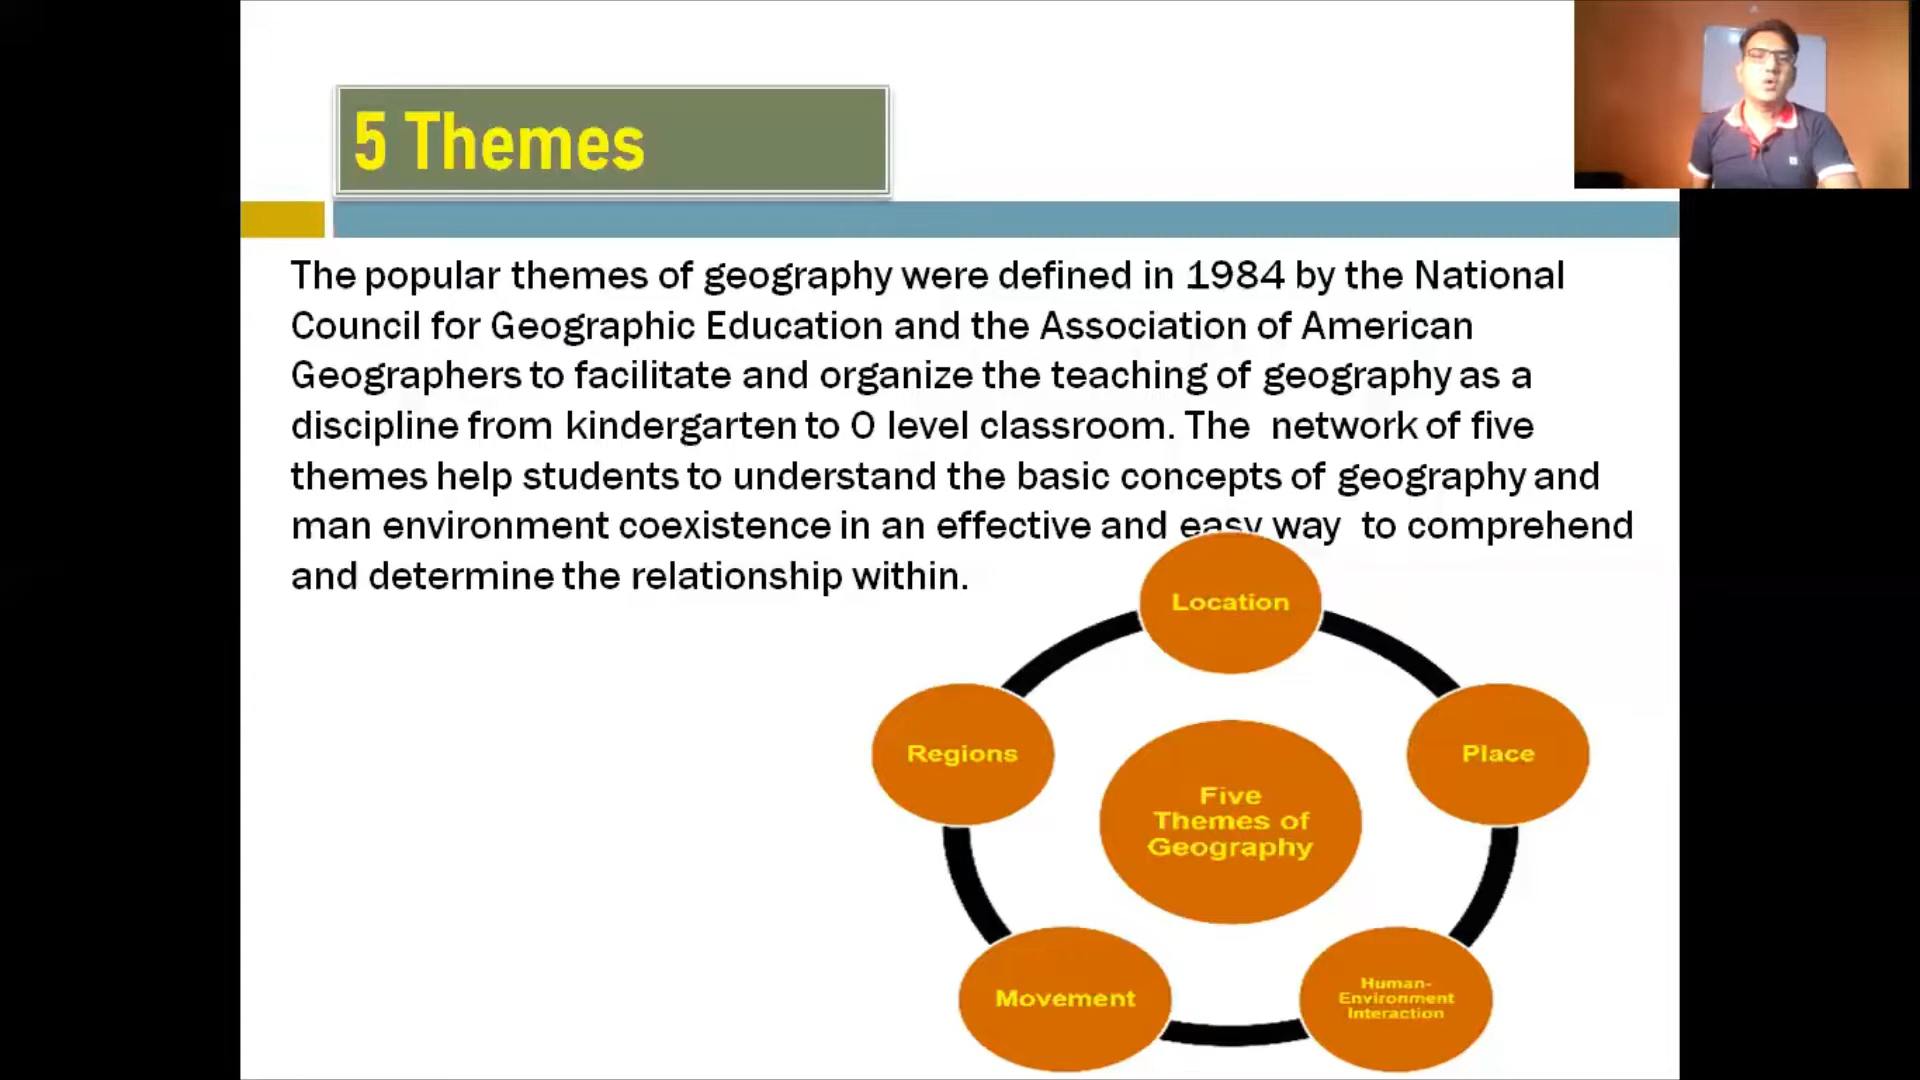 5 Themes
The popular themes of geography were defined in 1984 by the National
Council for Geographic Education and the Association of American
Geographers to facilitate and organize the teaching of geography as a
discipline from kindergarten to O level classroom. The network of five
themes help students to understand the basic concepts of geography and
man environment coexistence in an effective and easy way to comprehend
and determine the relationship within.
Location
Regions
Place
Five
Themes of
Geography
Movement
Human-
Environment
Interaction